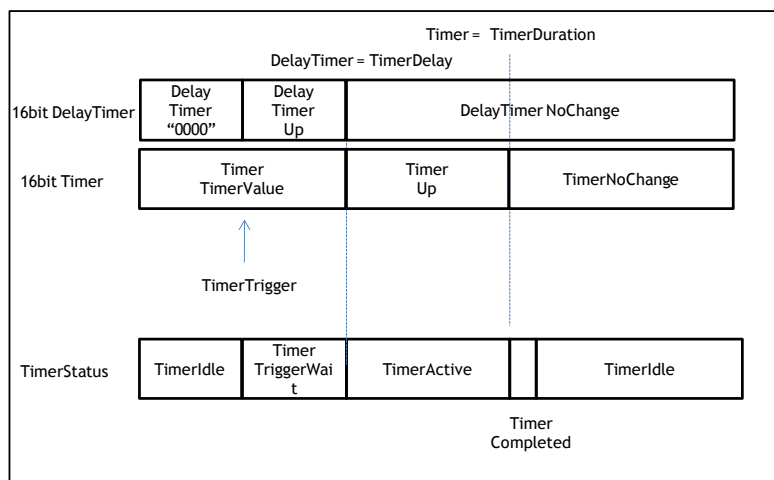 Timer = TimerDuration
DelayTimer = TimerDelay
16bit DelayTimer
Delay
Timer
“0000”
Delay
Timer
Up
DelayTimer NoChange
16bit Timer
Timer
TimerValue
Timer
Up
TimerNoChange
TimerTrigger
TimerStatus
TimerIdle
Timer
TriggerWai
t
TimerActive
TimerIdle
Timer
Completed